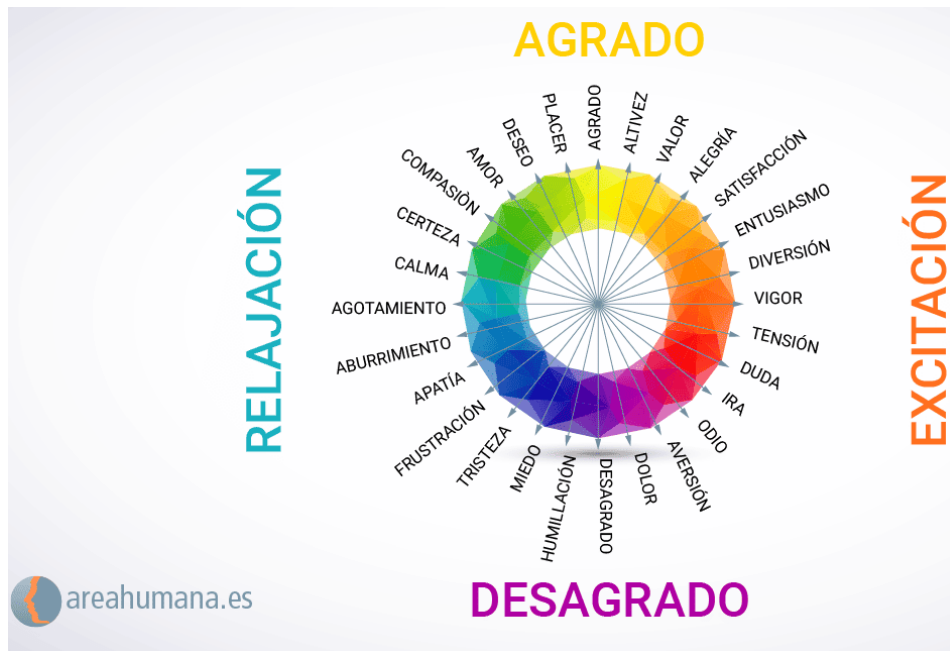 AGRADO
AGRADO
ALTIVEZ
VALOR
ALEGRÍA
SATISFACCIÓN
ENTUSIASMO
DIVERSIÓN
VIGOR
TENSIÓN
DUDA
IRA
ODIO
AVERSIÓN
DOLOR
DESAGRADO
HUMILLACIÓN
MIEDO
TRISTEZA
FRUSTRACIÓN
APATÍA
ABURRIMIENTO
AGOTAMIENTO
CALMA
CERTEZA
COMPASIÒN
AMOR
DESEO
PLACER
RELAJACIÓN
EXCITACIÓN
DESAGRADO
areahumana.es